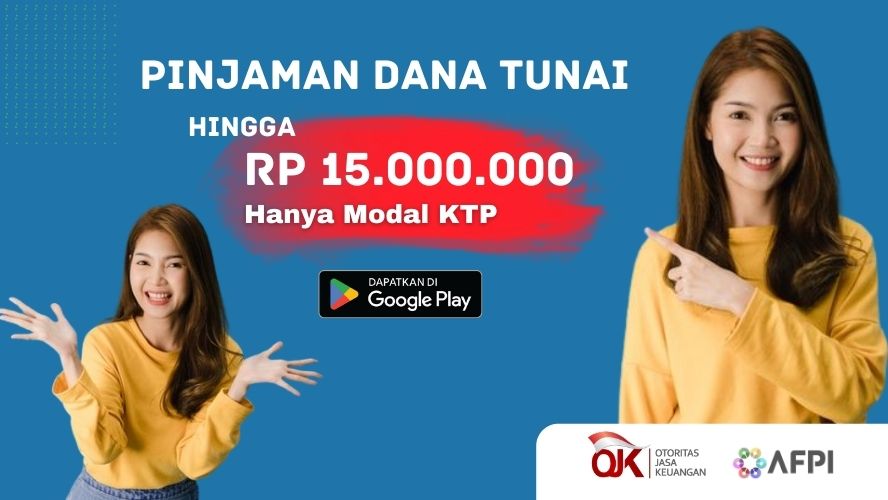 PINJAMAN DANA TUNAI
HINGGA
RP 15.000.000
Hanya Modal KTP
DAPATKAN DI
Google Play
OJK
OTORITAS
JASA
KEUANGAN
AFPI